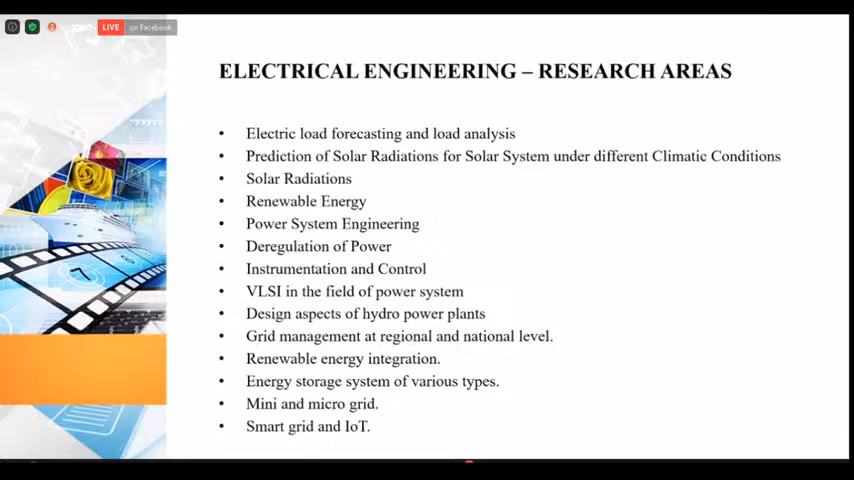 LIVE on Facebook
ELECTRICAL ENGINEERING – RESEARCH AREAS
• Electric load forecasting and load analysis
• Prediction of Solar Radiations for Solar System under different Climatic Conditions
• Solar Radiations
• Renewable Energy
• Power System Engineering
• Deregulation of Power
• Instrumentation and Control
• VLSI in the field of power system
• Design aspects of hydro power plants
• Grid management at regional and national level.
• Renewable energy integration.
• Energy storage system of various types.
• Mini and micro grid.
• Smart grid and IoT.
7